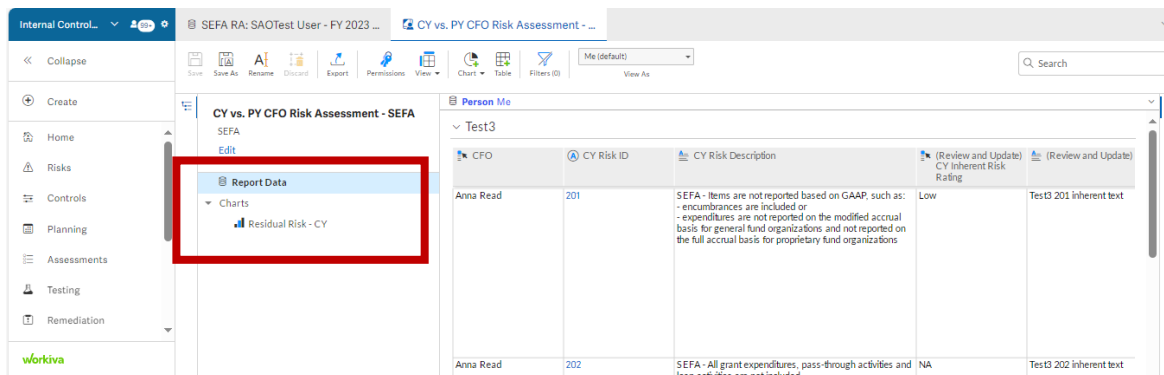 Internal Control... 99+
SEFA RA: SAOTest User - FY 2023 ...
CY vs. PY CFO Risk Assessment - ...
Collapse
Create
Home
Risks
Controls
Planning
Assessments
Testing
Remediation
workiva
Save Save As Rename Discard Export Permissions View Chart Table Filters (0)
Me (default)
View As
Search
CY vs. PY CFO Risk Assessment - SEFA
SEFA
Edit
Report Data
Charts
Residual Risk - CY
Person Me
Test3
CFO
CY Risk ID
CY Risk Description
(Review and Update)
CY Inherent Risk
Rating
(Review and Update)
Anna Read
201
SEFA - Items are not reported based on GAAP, such as:
- encumbrances are included or
- expenditures are not reported on the modified accrual
basis for general fund organizations and not reported on
the full accrual basis for proprietary fund organizations
Low
Test3 201 inherent text
Anna Read
202
SEFA - All grant expenditures, pass-through activities and
loan activities are not included
NA
Test3 202 inherent text